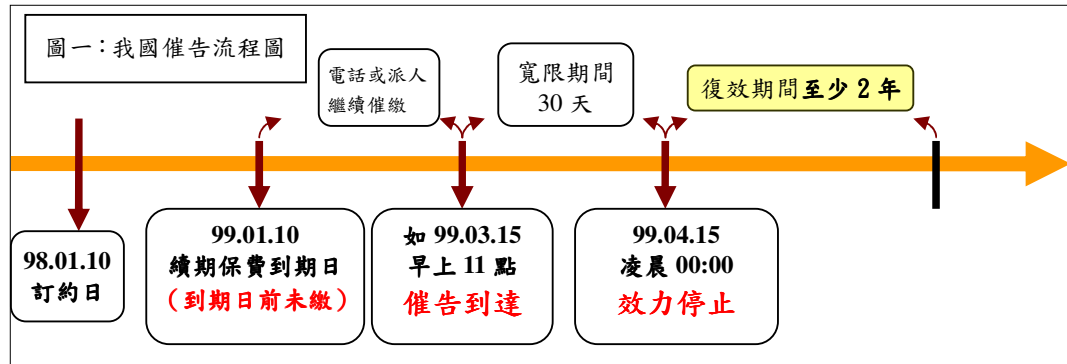 圖一：我國催告流程圖
電話或派人
繼續催繳
寬限期間
30 天
復效期間至少 2 年
98.01.10
訂約日
99.01.10
續期保費到期日
（到期日前未繳）
如 99.03.15
早上 11 點
催告到達
99.04.15
凌晨 00:00
效力停止